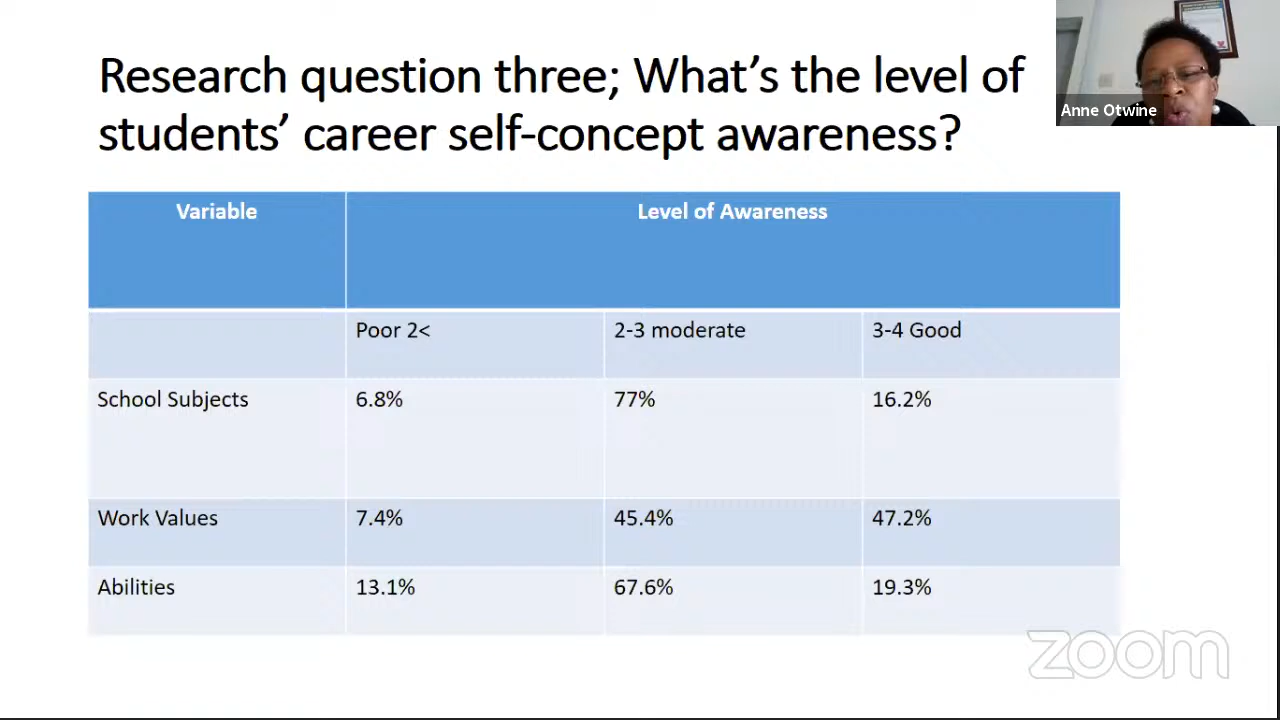 Research question three; What’s the level of
students’ career self-concept awareness?
Anne Otwine
Variable Level of Awareness
Poor 2< 2-3 moderate 3-4 Good
School Subjects 6.8% 77% 16.2%
Work Values 7.4% 45.4% 47.2%
Abilities 13.1% 67.6% 19.3%
zoom